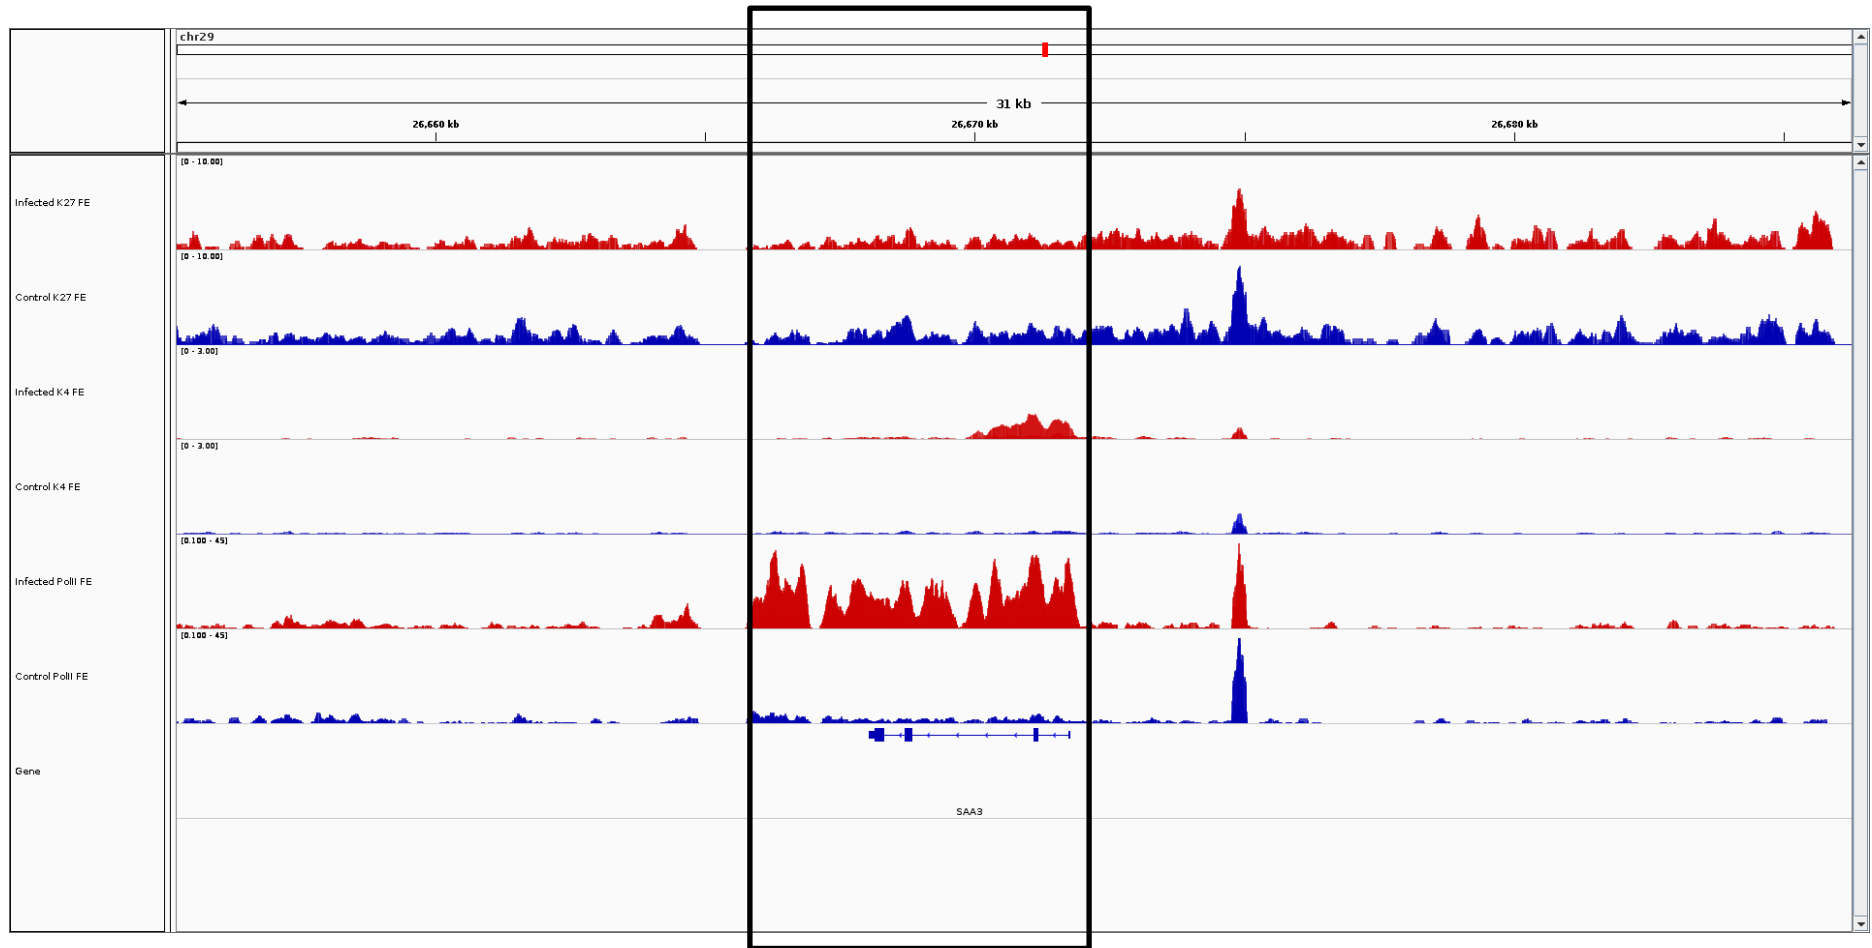 chr29
31 kb
26,660 kb
26,670 kb
26,680 kb
[0 - 10.00]
Infected K27 FE
[0 - 10.00]
Control K27 FE
[0 - 3.00]
Infected K4 FE
[0 - 3.00]
Control K4 FE
[0.100 - 45]
Infected PolII FE
[0.100 - 45]
Control PolII FE
Gene
SAA3